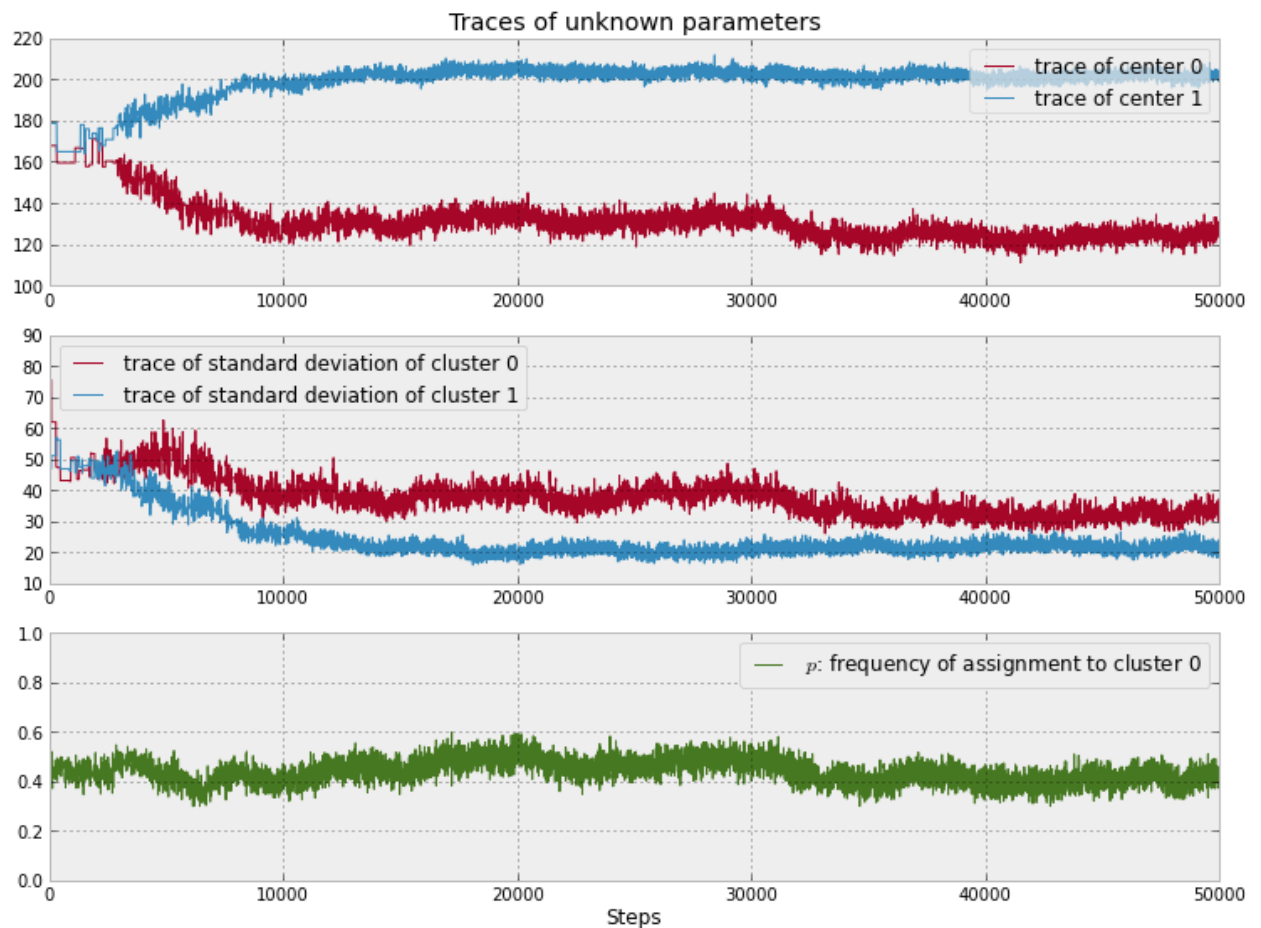 Traces of unknown parameters
220
200
180
160
140
120
100
trace of center 0
trace of center 1
0 10000 20000 30000 40000 50000
90
80
70
60
50
40
30
20
10
trace of standard deviation of cluster 0
trace of standard deviation of cluster 1
0 10000 20000 30000 40000 50000
1.0
0.8
0.6
0.4
0.2
0.0
p: frequency of assignment to cluster 0
0 10000 20000 30000 40000 50000
Steps